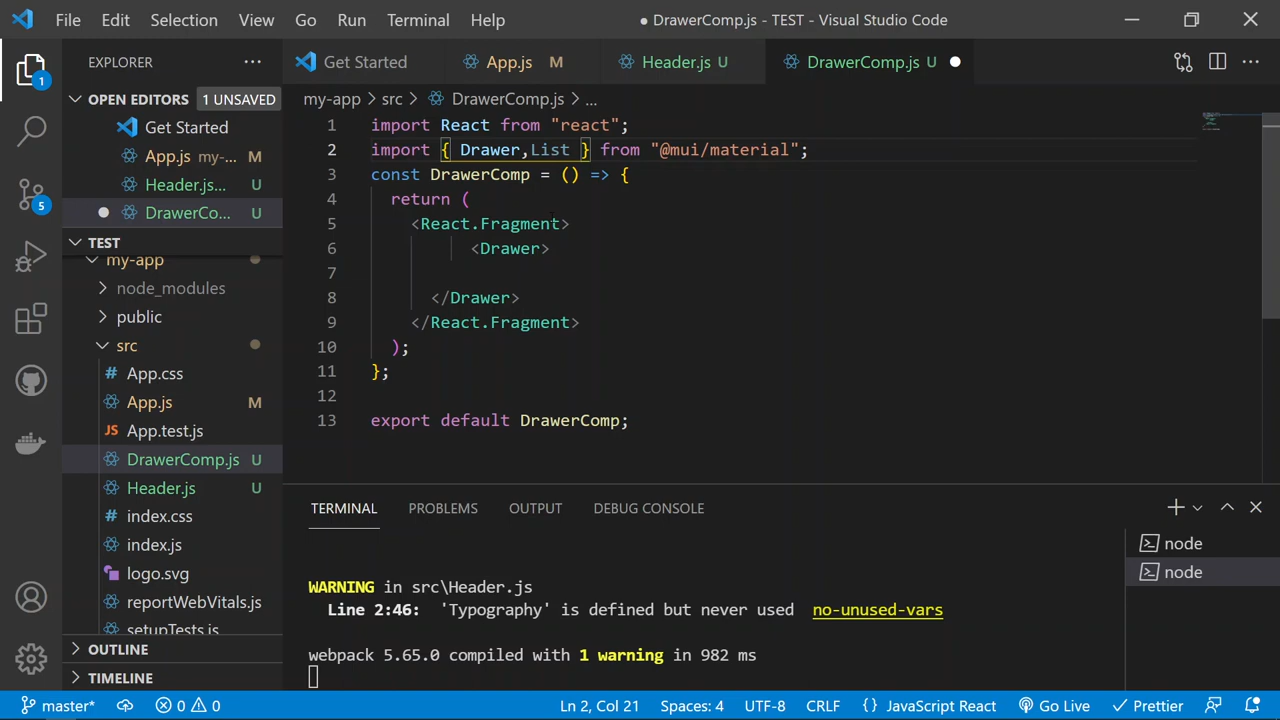 File Edit Selection View Go Run Terminal Help
● DrawerComp.js - TEST - Visual Studio Code
EXPLORER
OPEN EDITORS 1 UNSAVED
Get Started
App.js my-... M
Header.js... U
DrawerCo... U
TEST
my-app
node_modules
public
src
App.css
App.js M
App.test.js
DrawerComp.js U
Header.js U
index.css
index.js
logo.svg
reportWebVitals.js
setupTests.js
OUTLINE
TIMELINE
1
5
Get Started App.js M Header.js U DrawerComp.js U
my-app > src > DrawerComp.js > ...
1 import React from "react";
2 import { Drawer,List } from "@mui/material";
3 const DrawerComp = () => {
4 return (
5 <React.Fragment>
6 <Drawer>
7
8 </Drawer>
9 </React.Fragment>
10 );
11 };
12
13 export default DrawerComp;
TERMINAL PROBLEMS OUTPUT DEBUG CONSOLE
WARNING in src\Header.js
Line 2:46: 'Typography' is defined but never used no-unused-vars
webpack 5.65.0 compiled with 1 warning in 982 ms
node
node
master* 0 0 Ln 2, Col 21 Spaces: 4 UTF-8 CRLF JavaScript React Go Live Prettier